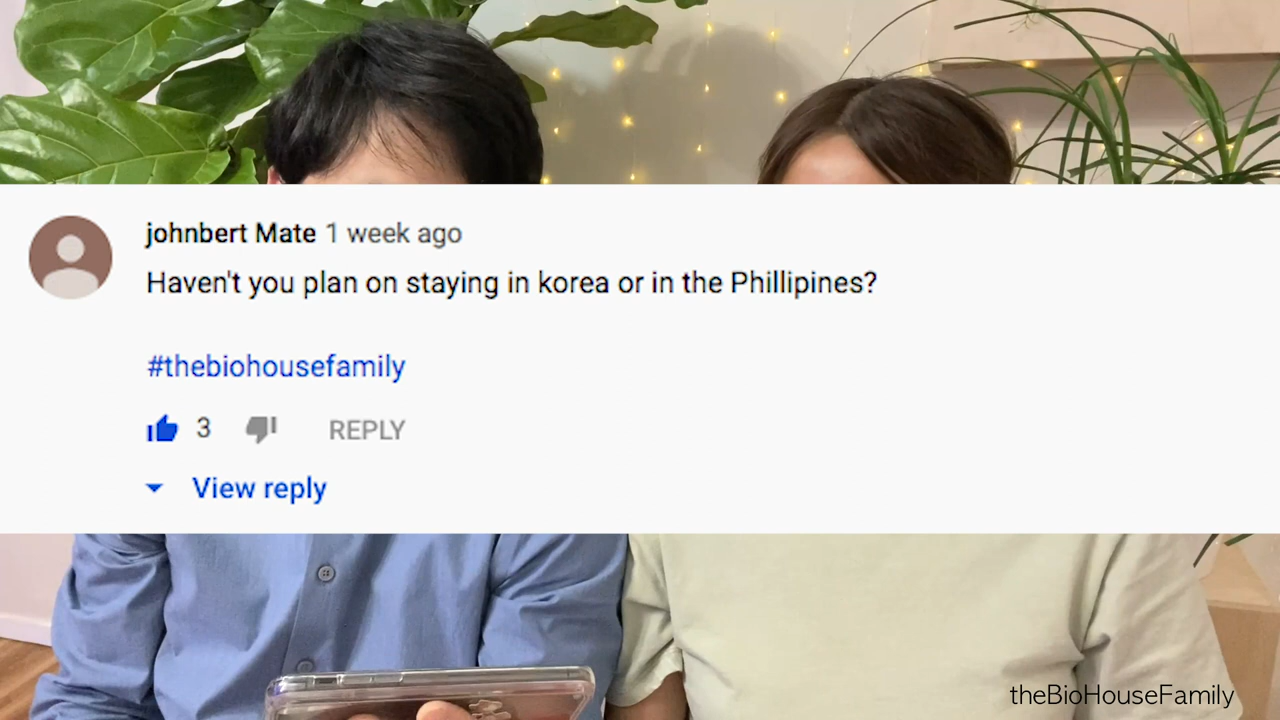 johnbert Mate 1 week ago
Haven't you plan on staying in korea or in the Phillipines?
#thebiohousefamily
3 REPLY
View reply
theBioHouseFamily